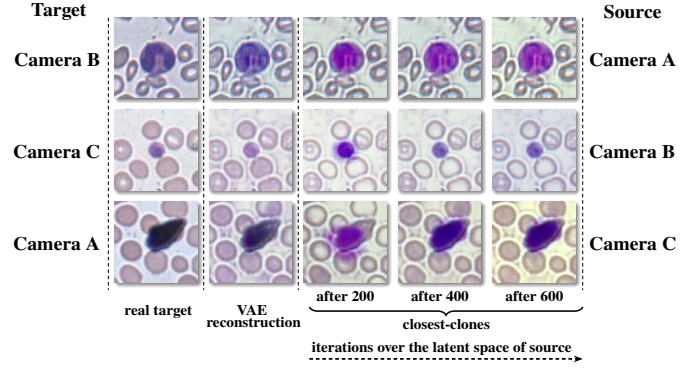 Target
Source
Camera B
Camera A
Camera C
Camera B
Camera A
Camera C
after 200
after 400
after 600
real target
VAE
reconstruction
closest-clones
iterations over the latent space of source